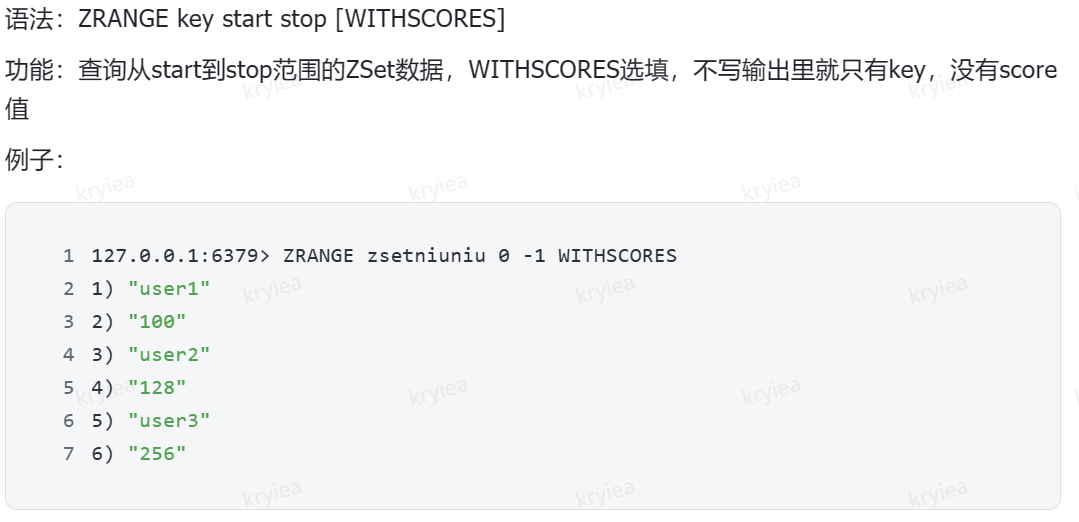 语法：ZRANGE key start stop [WITHSCORES]
功能：查询从start到stop范围的ZSet数据，WITHSCORES选填，不写输出里就只有key，没有score
值
例子：
1 127.0.0.1:6379> ZRANGE zsetniuniu 0 -1 WITHSCORES
2 1) "user1"
3 2) "100"
4 3) "user2"
5 4) "128"
6 5) "user3"
7 6) "256"
kryiea kryiea kryiea
kryiea kryiea kryiea
kryiea kryiea kryiea
kryiea kryiea kryiea
kryiea kryiea kryiea